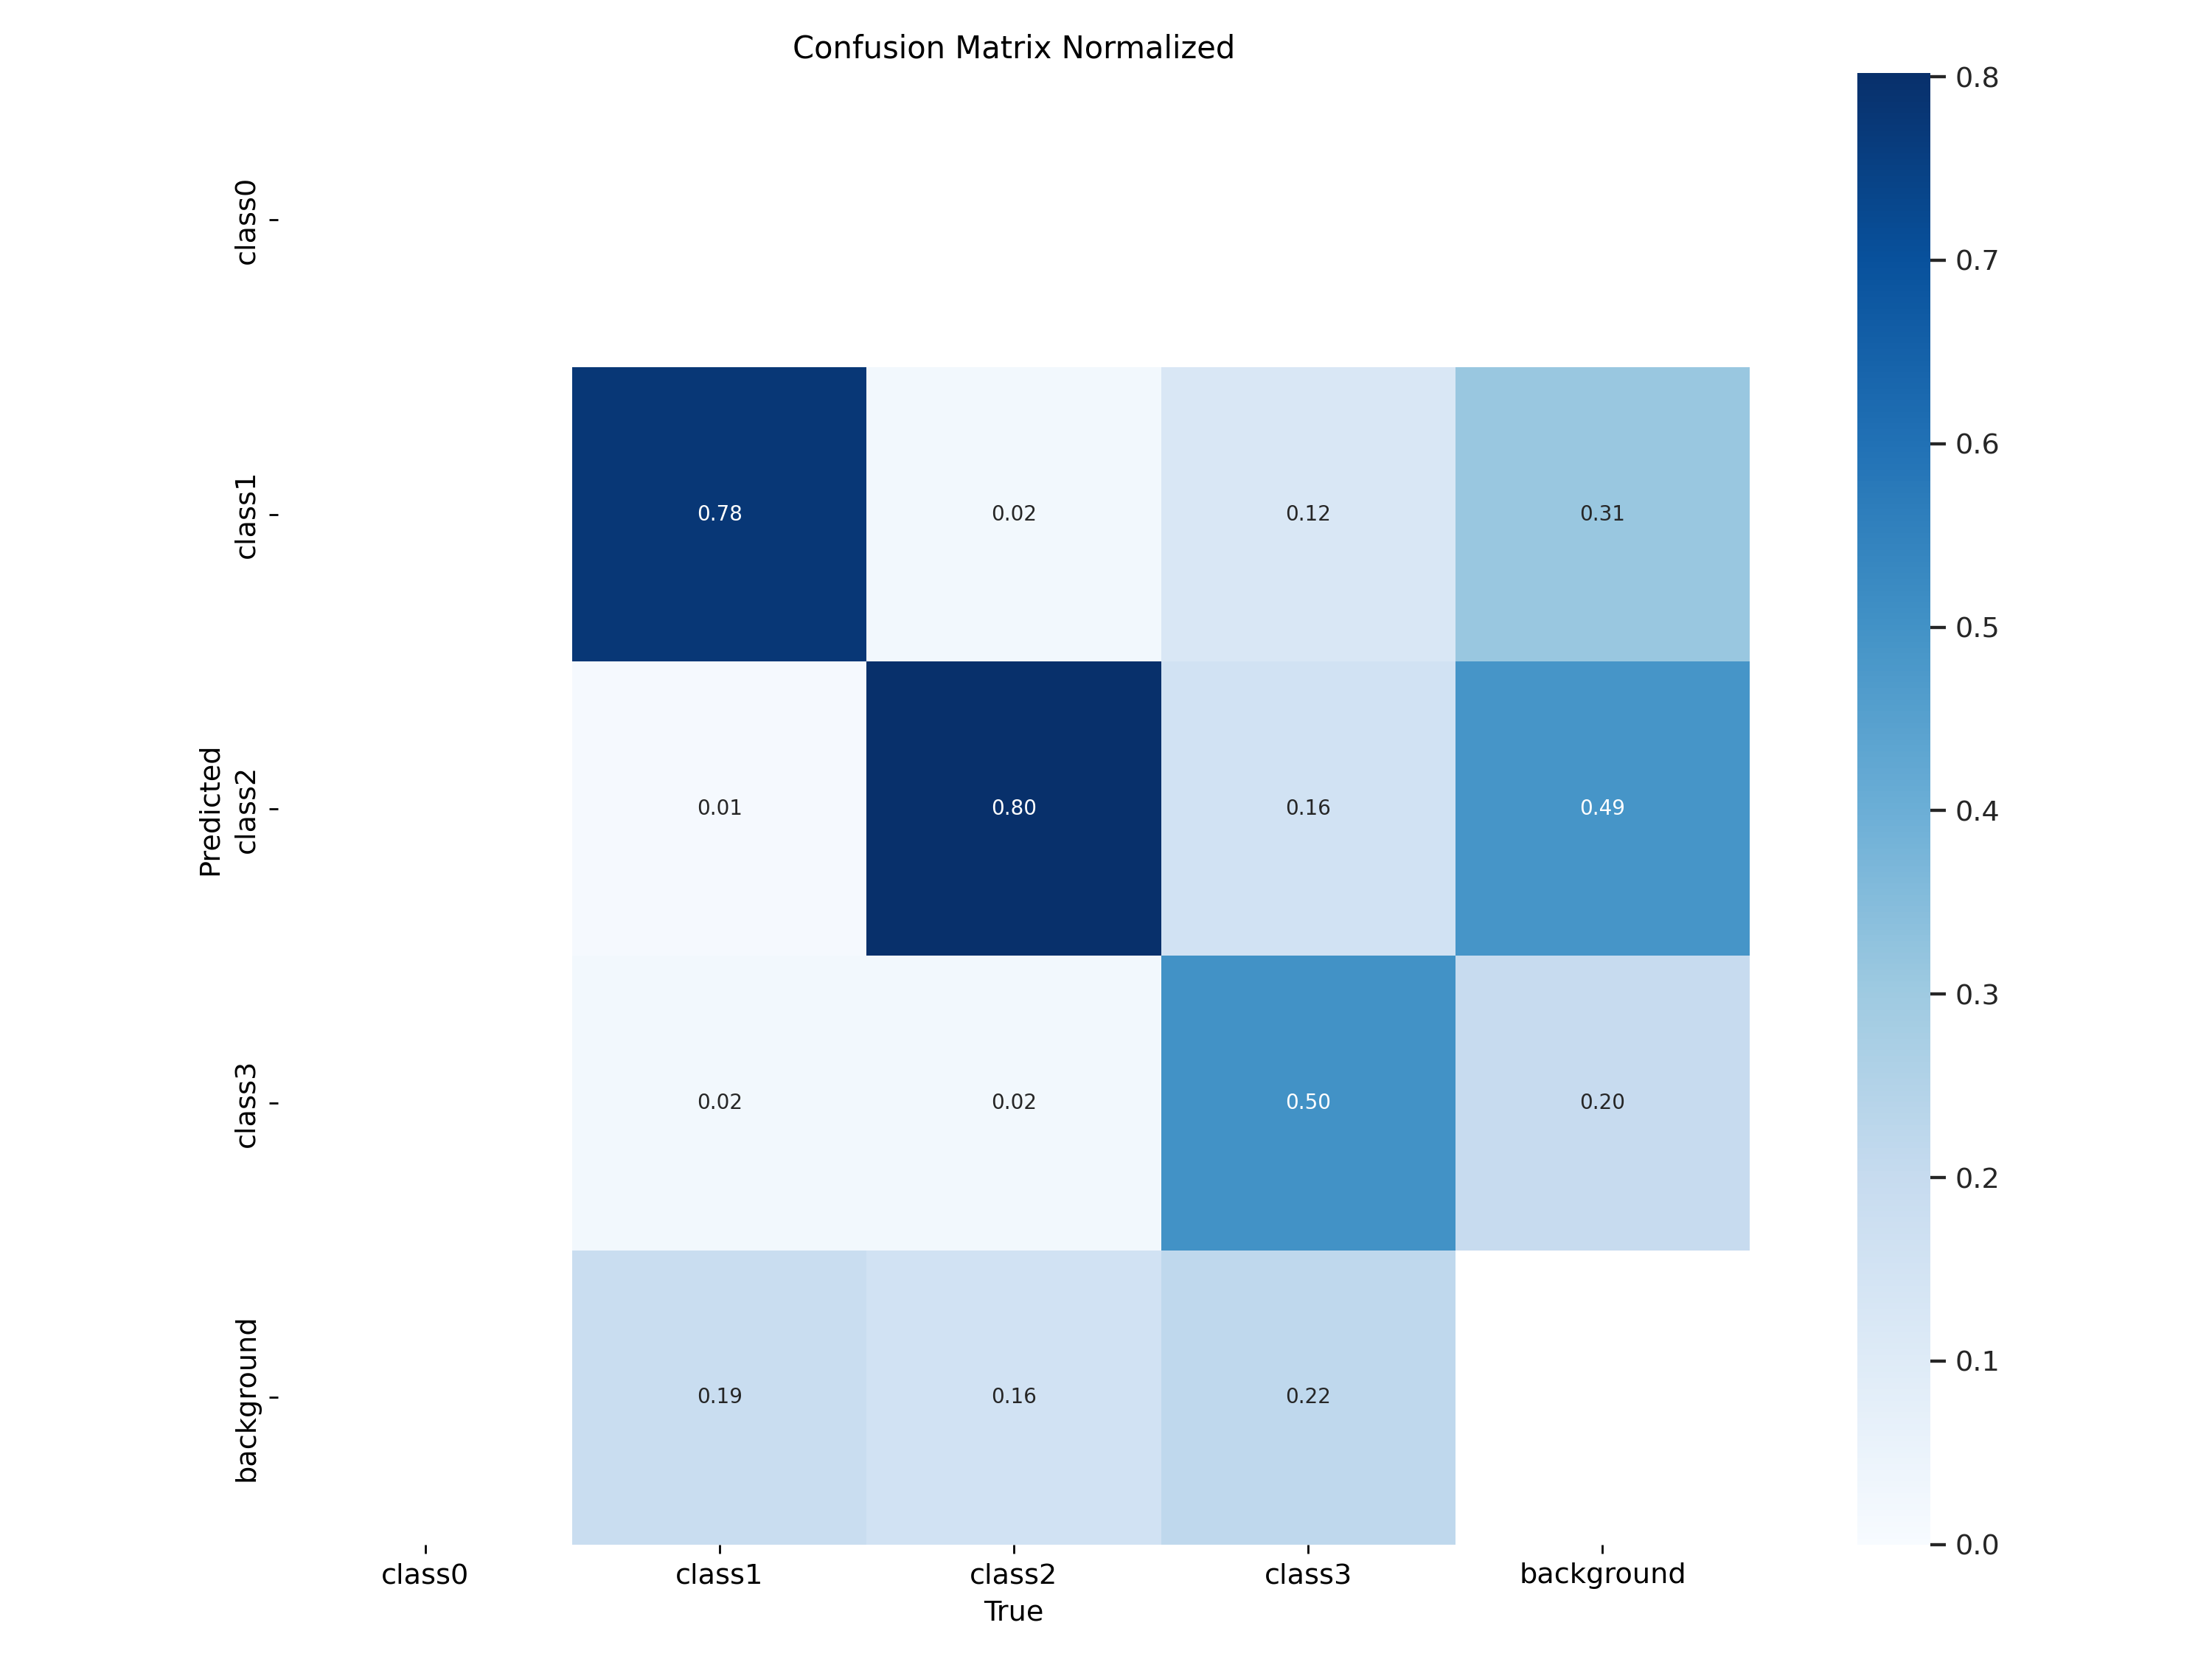 Confusion Matrix Normalized
class0
class1
0.78 0.02 0.12 0.31
class2
0.01 0.80 0.16 0.49
class3
0.02 0.02 0.50 0.20
background
0.19 0.16 0.22
Predicted
class0 class1 class2 class3 background
True
0.8
0.7
0.6
0.5
0.4
0.3
0.2
0.1
0.0